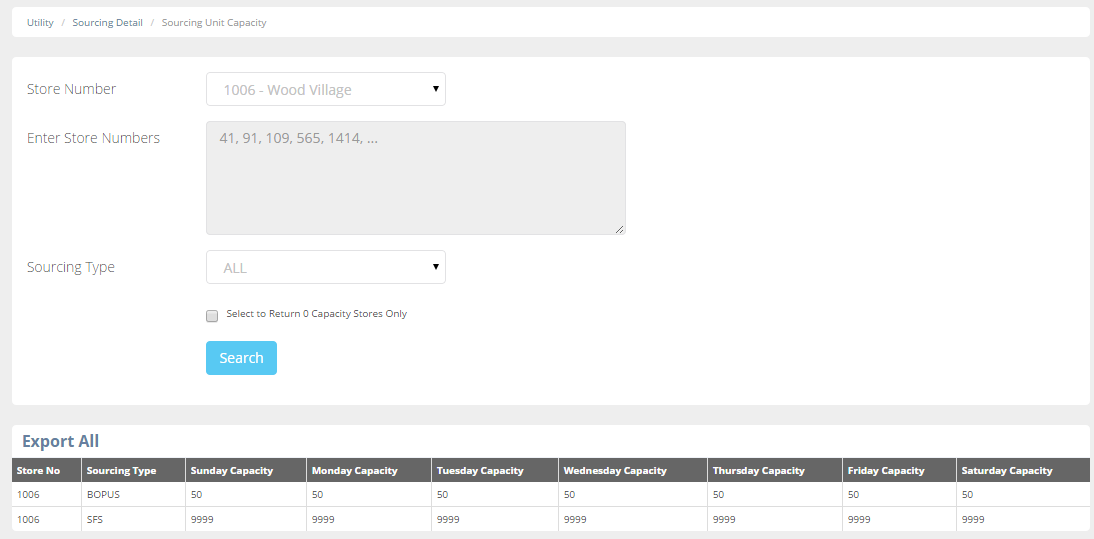 Utility / Sourcing Detail / Sourcing Unit Capacity
Store Number 1006 - Wood Village
Enter Store Numbers 41, 91, 109, 565, 1414, ...
Sourcing Type ALL
Select to Return 0 Capacity Stores Only
Search
Export All
Store No Sourcing Type Sunday Capacity Monday Capacity Tuesday Capacity Wednesday Capacity Thursday Capacity Friday Capacity Saturday Capacity
1006 BOPUS 50 50 50 50 50 50 50
1006 SFS 9999 9999 9999 9999 9999 9999 9999